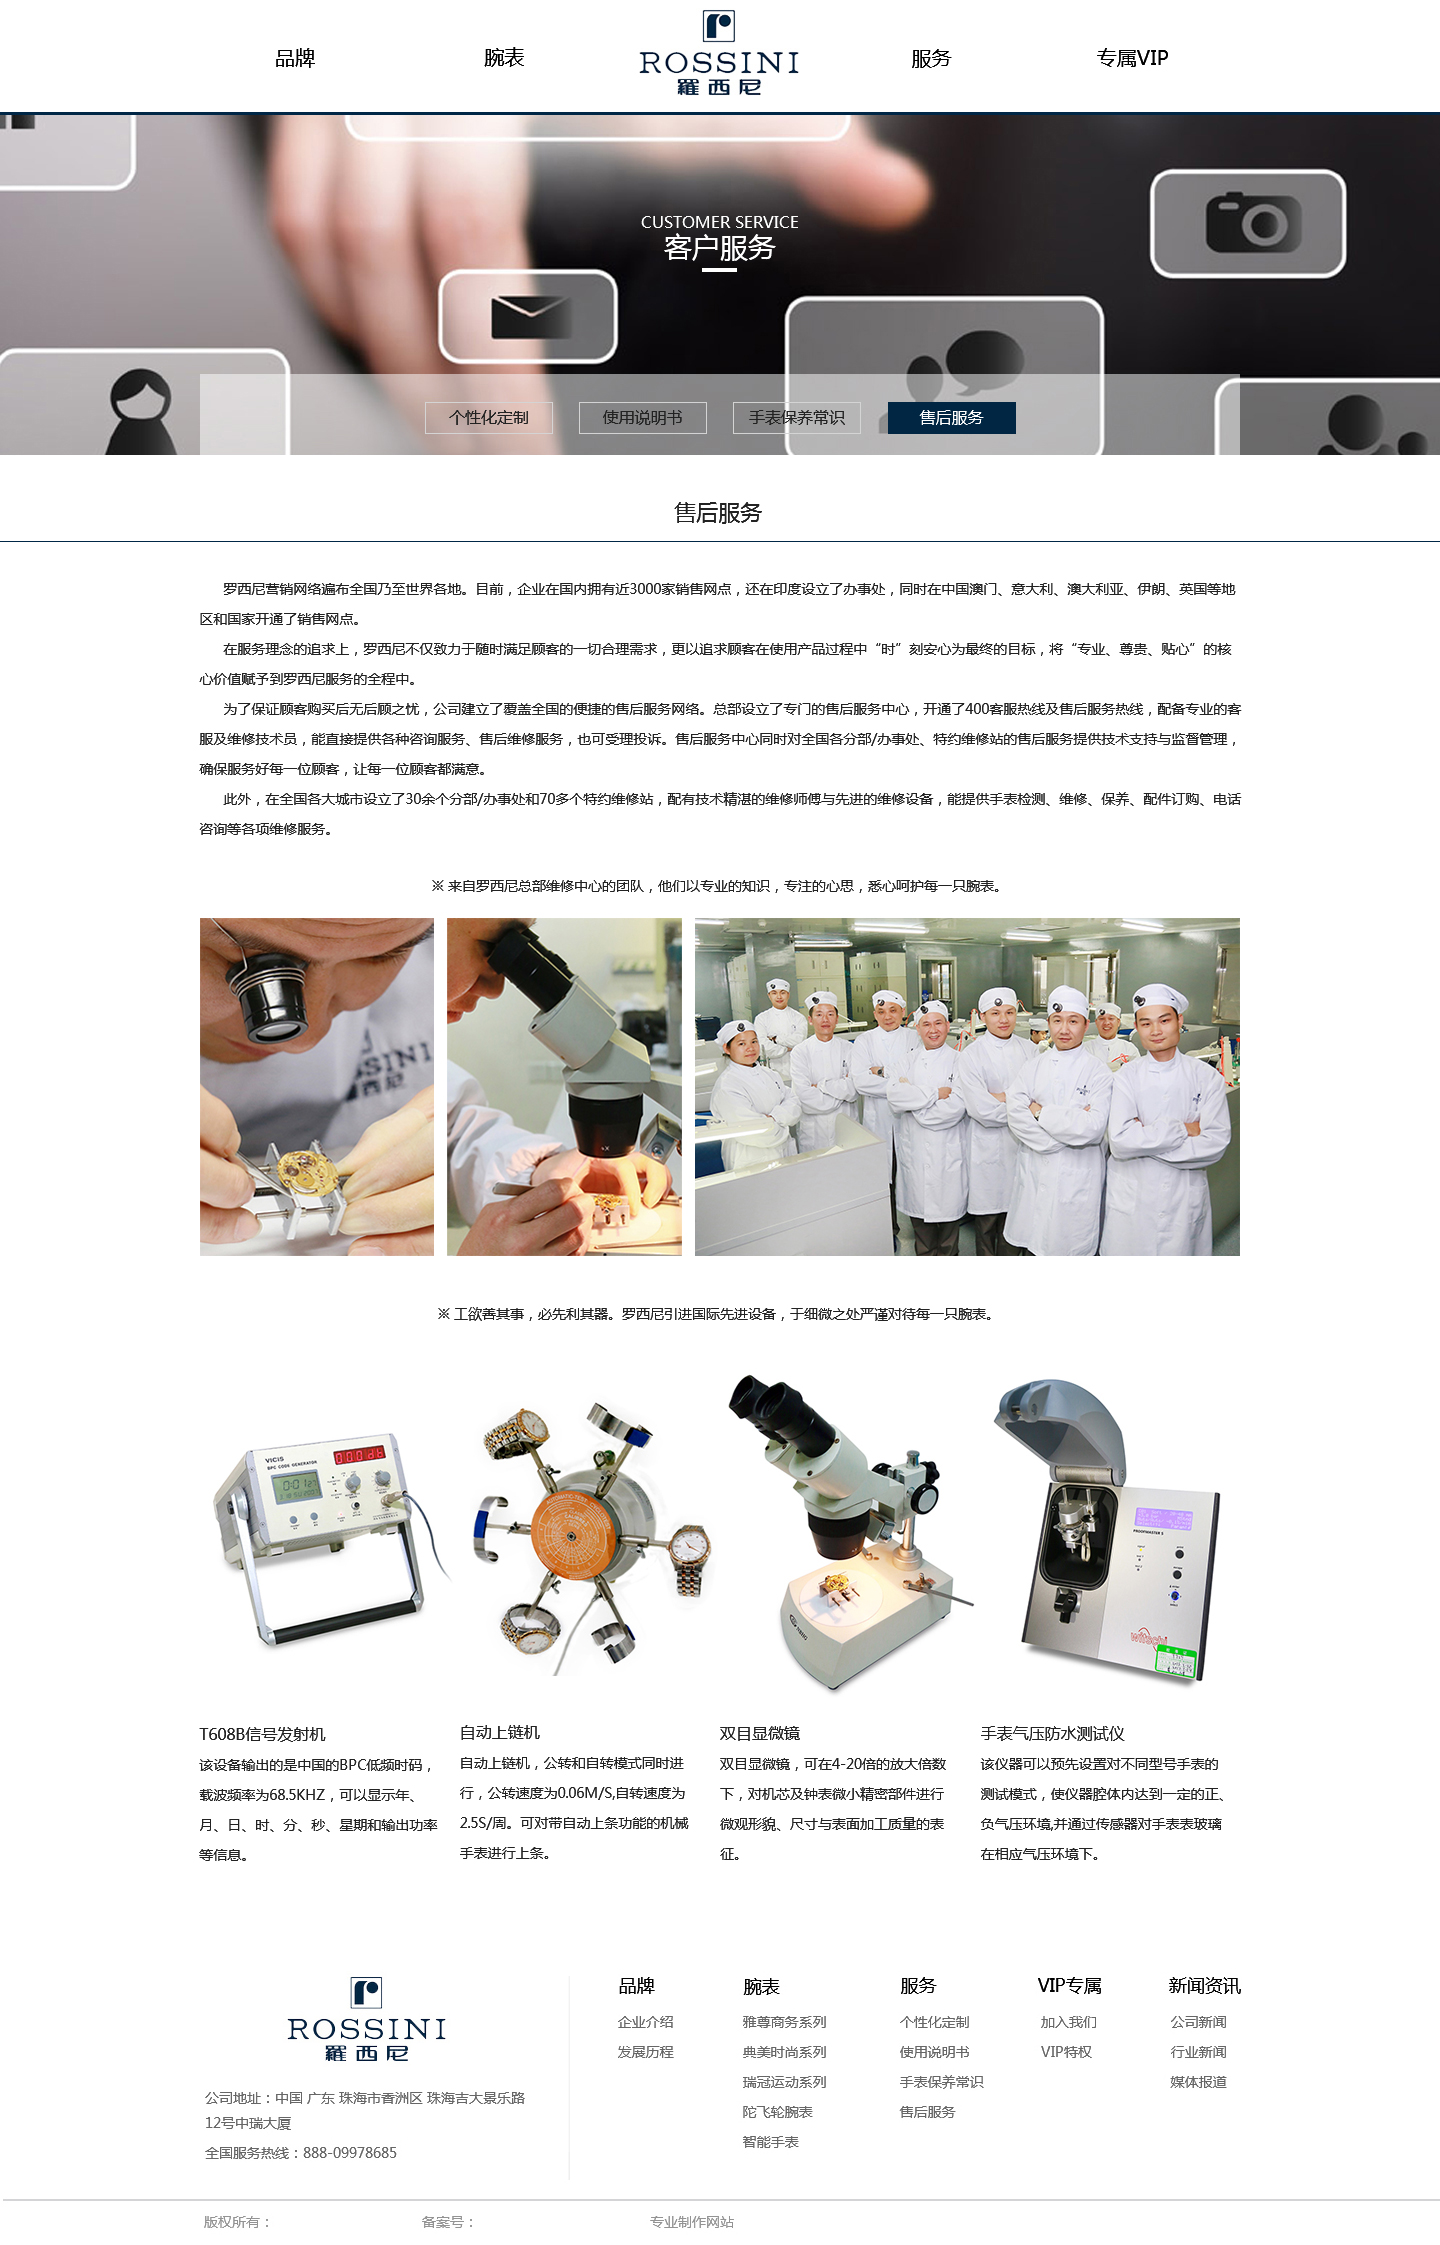 品牌
腕表
ROSSINI
羅西尼
服务
专属VIP
CUSTOMER SERVICE
客户服务
个性化定制
使用说明书
手表保养常识
售后服务
售后服务
罗西尼营销网络遍布全国乃至世界各地。目前，企业在国内拥有近3000家销售网点，还在印度设立了办事处，同时在中国澳门、意大利、澳大利亚、伊朗、英国等地
区和国家开通了销售网点。
在服务理念的追求上，罗西尼不仅致力于随时满足顾客的一切合理需求，更以追求顾客在使用产品过程中“时”刻安心为最终的目标，将“专业、尊贵、贴心”的核
心价值赋予到罗西尼服务的全程中。
为了保证顾客购买后无后顾之忧，公司建立了覆盖全国的便捷的售后服务网络。总部设立了专门的售后服务中心，开通了400客服热线及售后服务热线，配备专业的客
服及维修技术员，能直接提供各种咨询服务、售后维修服务，也可受理投诉。售后服务中心同时对全国各分部/办事处、特约维修站的售后服务提供技术支持与监督管理，
确保服务好每一位顾客，让每一位顾客都满意。
此外，在全国各大城市设立了30余个分部/办事处和70多个特约维修站，配有技术精湛的维修师傅与先进的维修设备，能提供手表检测、维修、保养、配件订购、电话
咨询等各项维修服务。
※ 来自罗西尼总部维修中心的团队，他们以专业的知识，专注的心思，悉心呵护每一只腕表。
SSINI
西尼
※ 工欲善其事，必先利其器。罗西尼引进国际先进设备，于细微之处严谨对待每一只腕表。
VICIS
BPC CODE GENERATOR
PROOFMASTER S
witschi
T608B信号发射机
该设备输出的是中国的BPC低频时码，
载波频率为68.5KHZ，可以显示年、
月、日、时、分、秒、星期和输出功率
等信息。
自动上链机
自动上链机，公转和自转模式同时进
行，公转速度为0.06M/S,自转速度为
2.5S/周。可对带自动上条功能的机械
手表进行上条。
双目显微镜
双目显微镜，可在4-20倍的放大倍数
下，对机芯及钟表微小精密部件进行
微观形貌、尺寸与表面加工质量的表
征。
手表气压防水测试仪
该仪器可以预先设置对不同型号手表的
测试模式，使仪器腔体内达到一定的正、
负气压环境,并通过传感器对手表表玻璃
在相应气压环境下。
ROSSINI
羅西尼
公司地址：中国 广东 珠海市香洲区 珠海吉大景乐路
12号中瑞大厦
全国服务热线：888-09978685
品牌
企业介绍
发展历程
腕表
雅尊商务系列
典美时尚系列
瑞冠运动系列
陀飞轮腕表
智能手表
服务
个性化定制
使用说明书
手表保养常识
售后服务
VIP专属
加入我们
VIP特权
新闻资讯
公司新闻
行业新闻
媒体报道
版权所有：
备案号：
专业制作网站